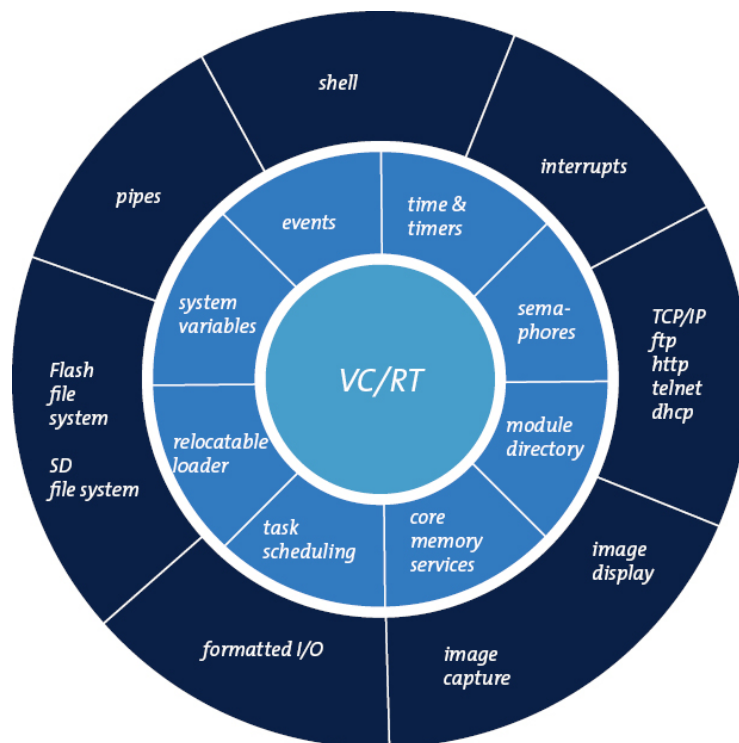 shell
interrupts
pipes
TCP/IP
ftp
http
telnet
dhcp
Flash
file
system
SD
file system
image
display
formatted I/O
image
capture
events
time &
timers
system
variables
sema-
phores
relocatable
loader
module
directory
task
scheduling
core
memory
services
VC/RT